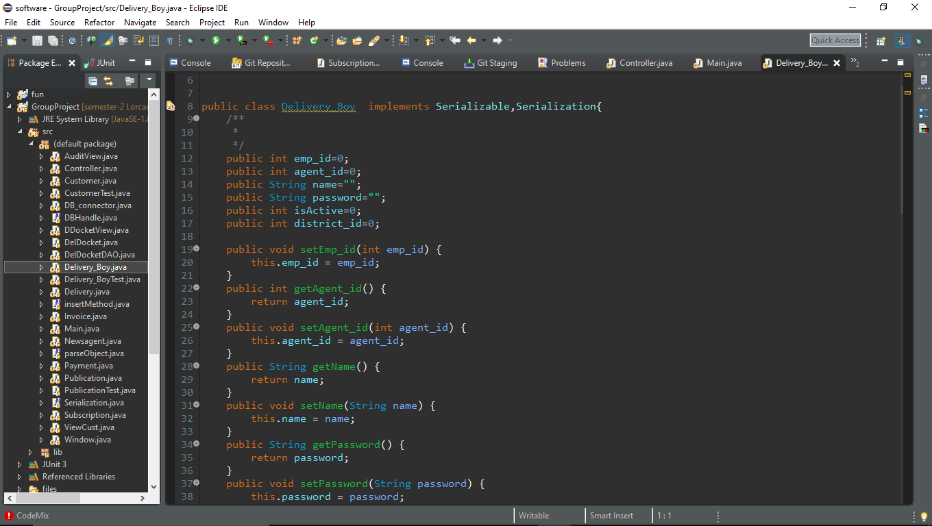 software - GroupProject/src/Delivery_Boy.java - Eclipse IDE
File Edit Source Refactor Navigate Search Project Run Window Help
Quick Access
Package E...
JUnit
Console
Git Reposit...
Subscription...
Console
Git Staging
Problems
Controller.java
Main.java
Delivery_Boy...
»2
fun
GroupProject [semester-2 Lorca
JRE System Library [JavaSE-1.
src
(default package)
AuditView.java
Controller.java
Customer.java
CustomerTest.java
DB_connector.java
DBHandle.java
DDocketView.java
DelDocket.java
DelDocketDAO.java
Delivery_Boy.java
Delivery_BoyTest.java
Delivery.java
insertMethod.java
Invoice.java
Main.java
Newsagent.java
parseObject.java
Payment.java
Publication.java
PublicationTest.java
Serialization.java
Subscription.java
ViewCust.java
Window.java
lib
JUnit 3
Referenced Libraries
files
6
7
8 public class Delivery_Boy  implements Serializable,Serialization{
9 /**
10 *
11 */
12 public int emp_id=0;
13 public int agent_id=0;
14 public String name="";
15 public String password="";
16 public int isActive=0;
17 public int district_id=0;
18
19 public void setEmp_id(int emp_id) {
20 this.emp_id = emp_id;
21 }
22 public int getAgent_id() {
23 return agent_id;
24 }
25 public void setAgent_id(int agent_id) {
26 this.agent_id = agent_id;
27 }
28 public String getName() {
29 return name;
30 }
31 public void setName(String name) {
32 this.name = name;
33 }
34 public String getPassword() {
35 return password;
36 }
37 public void setPassword(String password) {
38 this.password = password;
CodeMix
Writable
Smart Insert
1 : 1